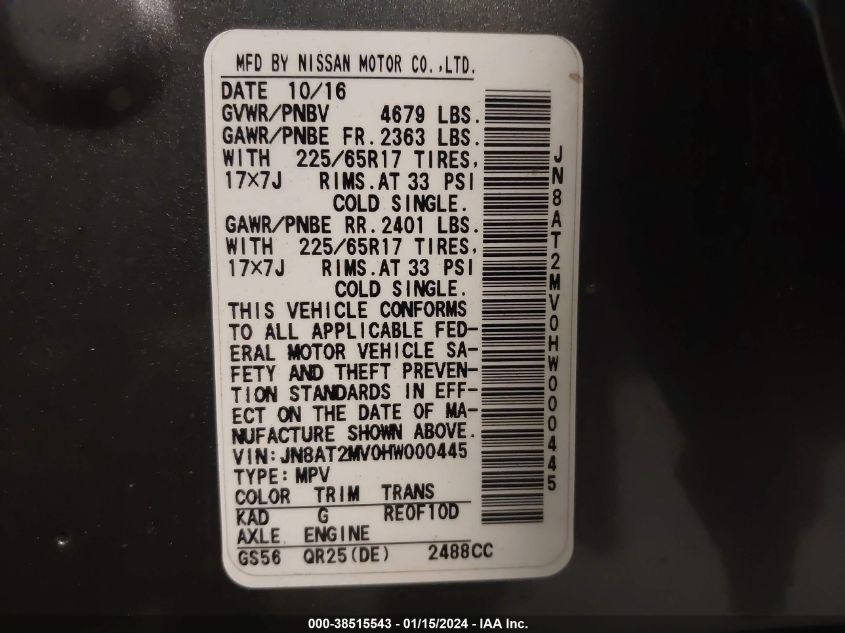 MFD BY NISSAN MOTOR CO.,LTD.
DATE 10/16
GVWR/PNBV 4679 LBS.
GAWR/PNBE FR. 2363 LBS.
WITH 225/65R17 TIRES,
17×7J RIMS.AT 33 PSI
COLD SINGLE.
GAWR/PNBE RR. 2401 LBS.
WITH 225/65R17 TIRES,
17×7J RIMS.AT 33 PSI
COLD SINGLE.
THIS VEHICLE CONFORMS
TO ALL APPLICABLE FED-
ERAL MOTOR VEHICLE SA-
FETY AND THEFT PREVEN-
TION STANDARDS IN EFF-
ECT ON THE DATE OF MA-
NUFACTURE SHOWN ABOVE.
VIN:JN8AT2MV0HW000445
TYPE:MPV
COLOR TRIM TRANS
KAD G RE0F10D
AXLE ENGINE
GS56 QR25(DE) 2488CC
JN8AT2MV0HW000445
000-38515543 - 01/15/2024 - IAA Inc.